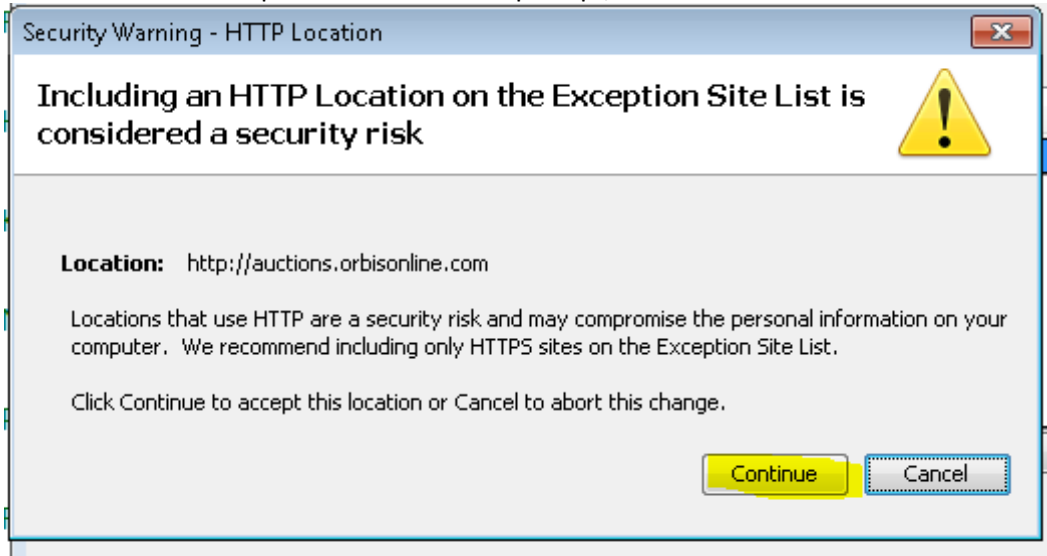 Security Warning - HTTP Location
Including an HTTP Location on the Exception Site List is
considered a security risk
Location: http://auctions.orbisonline.com
Locations that use HTTP are a security risk and may compromise the personal information on your
computer. We recommend including only HTTPS sites on the Exception Site List.
Click Continue to accept this location or Cancel to abort this change.
Continue Cancel